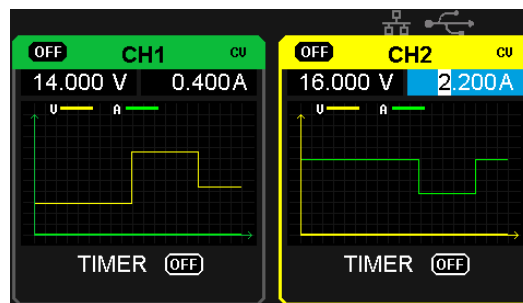 OFF CH1 CV
14.000 V 0.400A
V A
TIMER OFF
OFF CH2 CV
16.000 V 2.200A
V A
TIMER OFF